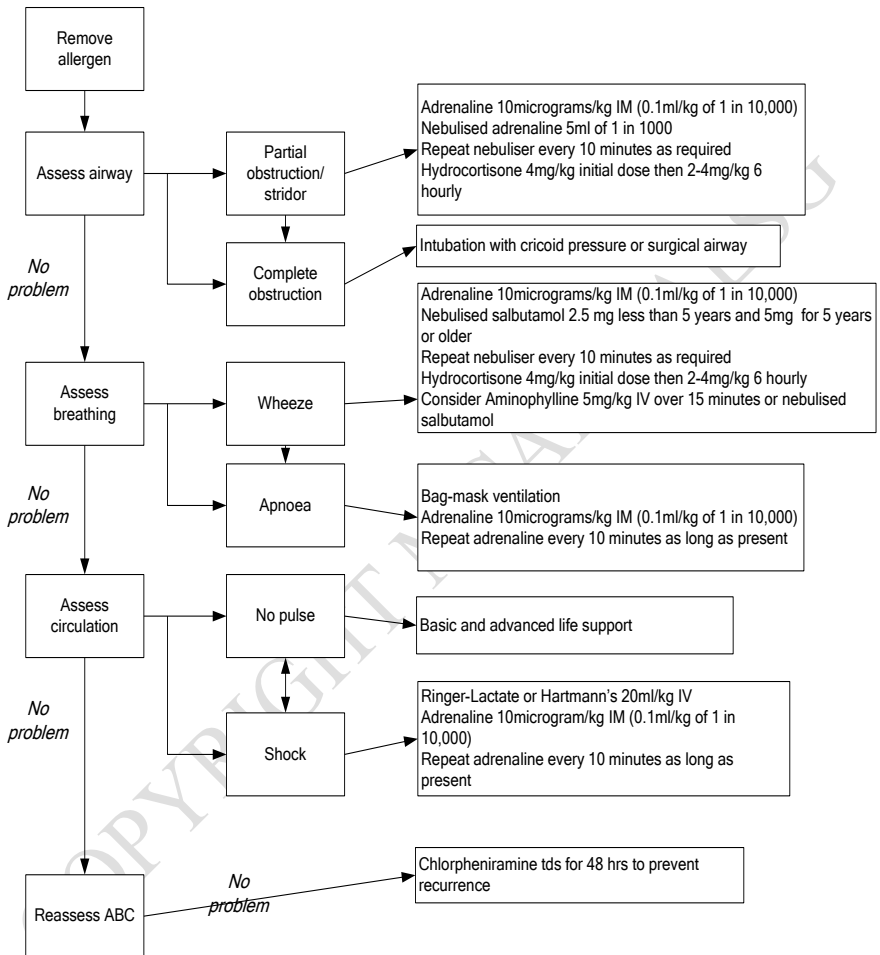 Remove
allergen
Assess airway
Partial
obstruction/
stridor
Adrenaline 10micrograms/kg IM (0.1ml/kg of 1 in 10,000)
Nebulised adrenaline 5ml of 1 in 1000
Repeat nebuliser every 10 minutes as required
Hydrocortisone 4mg/kg initial dose then 2-4mg/kg 6
hourly
Complete
obstruction
Intubation with cricoid pressure or surgical airway
No
problem
Assess
breathing
Wheeze
Adrenaline 10micrograms/kg IM (0.1ml/kg of 1 in 10,000)
Nebulised salbutamol 2.5 mg less than 5 years and 5mg for 5 years
or older
Repeat nebuliser every 10 minutes as required
Hydrocortisone 4mg/kg initial dose then 2-4mg/kg 6 hourly
Consider Aminophylline 5mg/kg IV over 15 minutes or nebulised
salbutamol
Apnoea
Bag-mask ventilation
Adrenaline 10micrograms/kg IM (0.1ml/kg of 1 in 10,000)
Repeat adrenaline every 10 minutes as long as present
No
problem
Assess
circulation
No pulse
Basic and advanced life support
Shock
Ringer-Lactate or Hartmann's 20ml/kg IV
Adrenaline 10microgram/kg IM (0.1ml/kg of 1 in
10,000)
Repeat adrenaline every 10 minutes as long as
present
No
problem
Reassess ABC
No
problem
Chlorpheniramine tds for 48 hrs to prevent
recurrence
COPYRIGHT